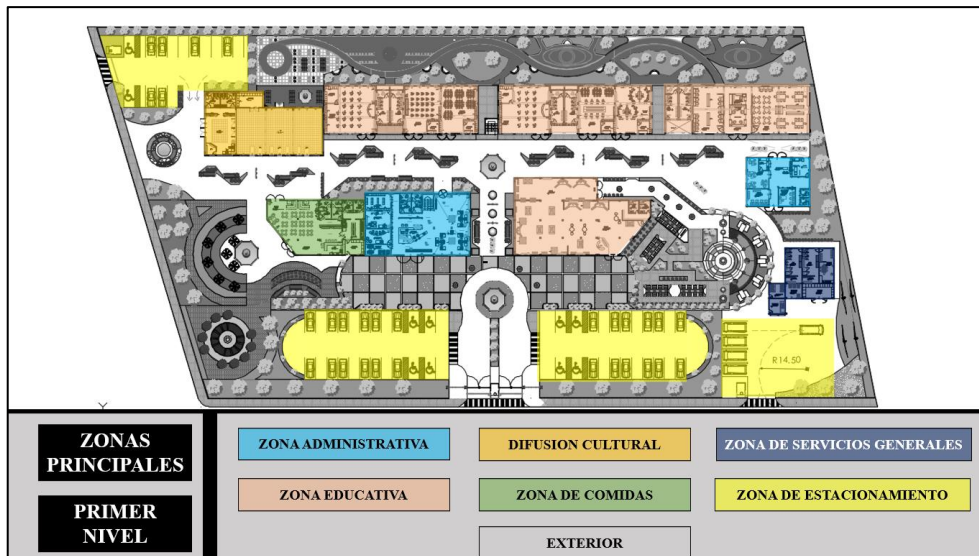 R14,50
ZONAS
PRINCIPALES
PRIMER
NIVEL
ZONA ADMINISTRATIVA
DIFUSION CULTURAL
ZONA DE SERVICIOS GENERALES
ZONA EDUCATIVA
ZONA DE COMIDAS
ZONA DE ESTACIONAMIENTO
EXTERIOR